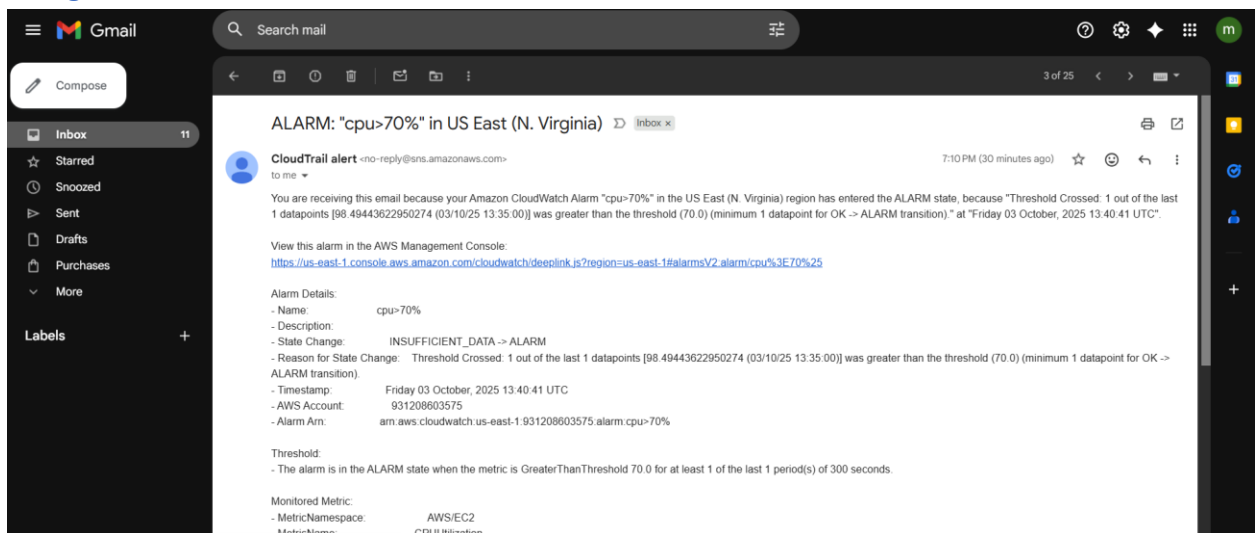 Gmail
Search mail
m
Compose
3 of 25
31
Inbox 11
Starred
Snoozed
Sent
Drafts
Purchases
More
Labels
ALARM: "cpu>70%" in US East (N. Virginia) Inbox x
CloudTrail alert <no-reply@sns.amazonaws.com> 7:10 PM (30 minutes ago)
to me
You are receiving this email because your Amazon CloudWatch Alarm "cpu>70%" in the US East (N. Virginia) region has entered the ALARM state, because "Threshold Crossed: 1 out of the last
1 datapoints [98.49443622950274 (03/10/25 13:35:00)] was greater than the threshold (70.0) (minimum 1 datapoint for OK -> ALARM transition)." at "Friday 03 October, 2025 13:40:41 UTC".
View this alarm in the AWS Management Console:
https://us-east-1.console.aws.amazon.com/cloudwatch/deeplink.js?region=us-east-1#alarmsV2:alarm/cpu%3E70%25
Alarm Details:
- Name: cpu>70%
- Description:
- State Change: INSUFFICIENT_DATA -> ALARM
- Reason for State Change: Threshold Crossed: 1 out of the last 1 datapoints [98.49443622950274 (03/10/25 13:35:00)] was greater than the threshold (70.0) (minimum 1 datapoint for OK ->
ALARM transition).
- Timestamp: Friday 03 October, 2025 13:40:41 UTC
- AWS Account: 931208603575
- Alarm Arn: arn:aws:cloudwatch:us-east-1:931208603575:alarm:cpu>70%
Threshold:
- The alarm is in the ALARM state when the metric is GreaterThanThreshold 70.0 for at least 1 of the last 1 period(s) of 300 seconds.
Monitored Metric:
- MetricNamespace: AWS/EC2
- MetricName: CPUUtilization